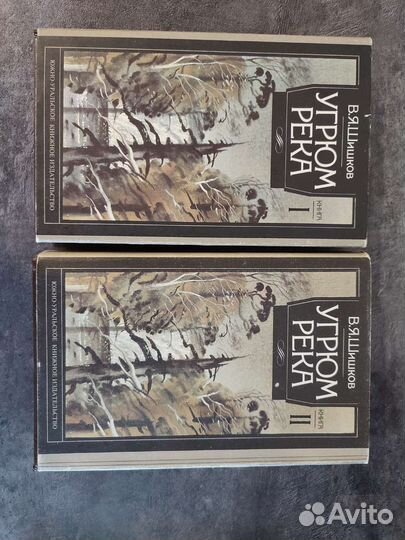 В.Я.Шишков
УГРЮМ
РЕКА
КНИГА
I
ЮЖНО-УРАЛЬСКОЕ КНИЖНОЕ ИЗДАТЕЛЬСТВО
В.Я.Шишков
УГРЮМ
РЕКА
КНИГА
II
ЮЖНО-УРАЛЬСКОЕ КНИЖНОЕ ИЗДАТЕЛЬСТВО
Avito